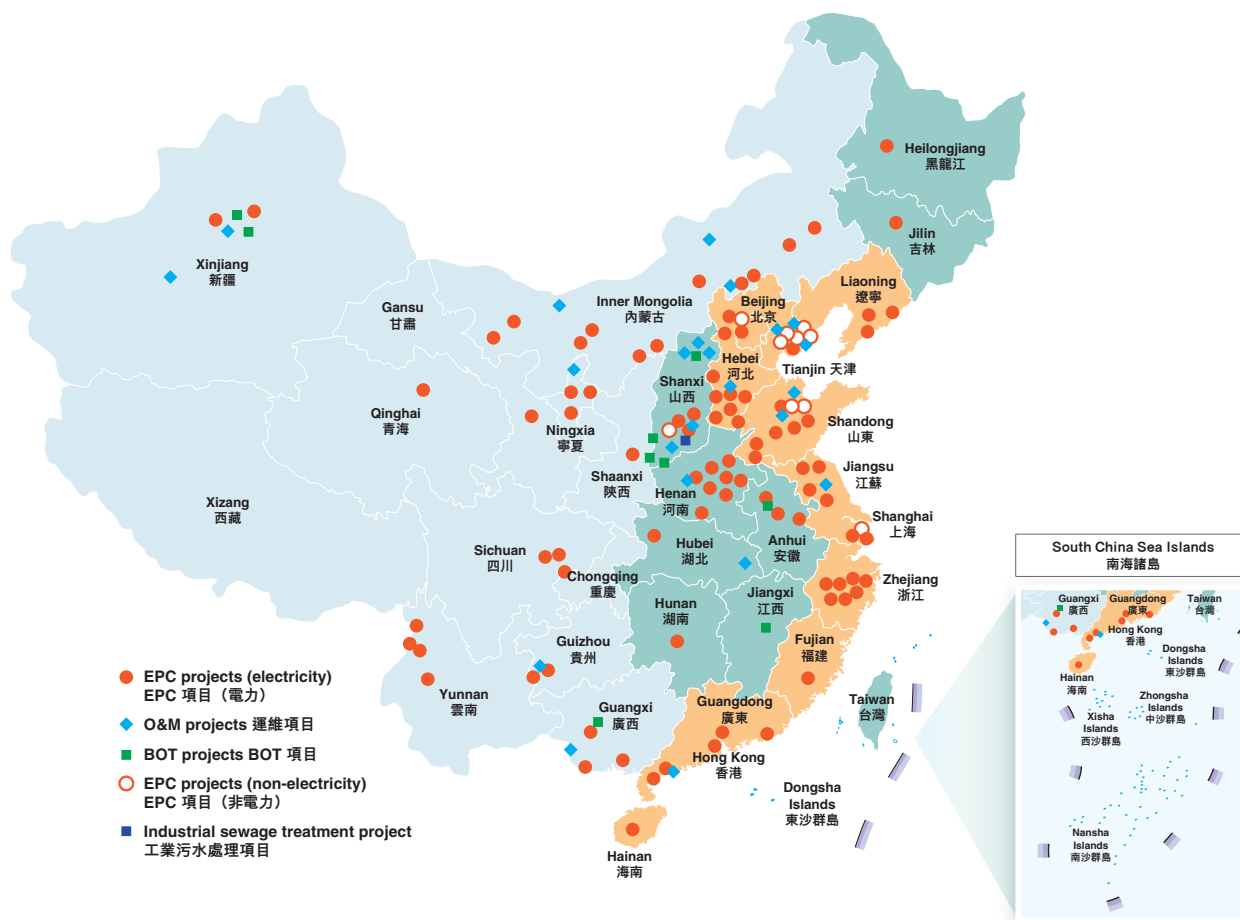 Heilongjiang
黑龍江
Jilin
吉林
Liaoning
遼寧
Xinjiang
新疆
Gansu
甘肅
Inner Mongolia
內蒙古
Beijing
北京
Hebei
河北
Tianjin 天津
Shanxi
山西
Qinghai
青海
Ningxia
寧夏
Shandong
山東
Shaanxi
陝西
Henan
河南
Jiangsu
江蘇
Xizang
西藏
Shanghai
上海
Anhui
安徽
Hubei
湖北
Sichuan
四川
Chongqing
重慶
Zhejiang
浙江
Jiangxi
江西
Hunan
湖南
Guizhou
貴州
Fujian
福建
Yunnan
雲南
Guangxi
廣西
Guangdong
廣東
Taiwan
台灣
Hong Kong
香港
Dongsha
Islands
東沙群島
Hainan
海南
EPC projects (electricity)
EPC 項目（電力）
O&M projects 運維項目
BOT projects BOT 項目
EPC projects (non-electricity)
EPC 項目（非電力）
Industrial sewage treatment project
工業污水處理項目
South China Sea Islands
南海諸島
Guangxi
廣西
Guangdong
廣東
Taiwan
台灣
Hong Kong
香港
Dongsha
Islands
東沙群島
Hainan
海南
Zhongsha
Islands
中沙群島
Xisha
Islands
西沙群島
Nansha
Islands
南沙群島